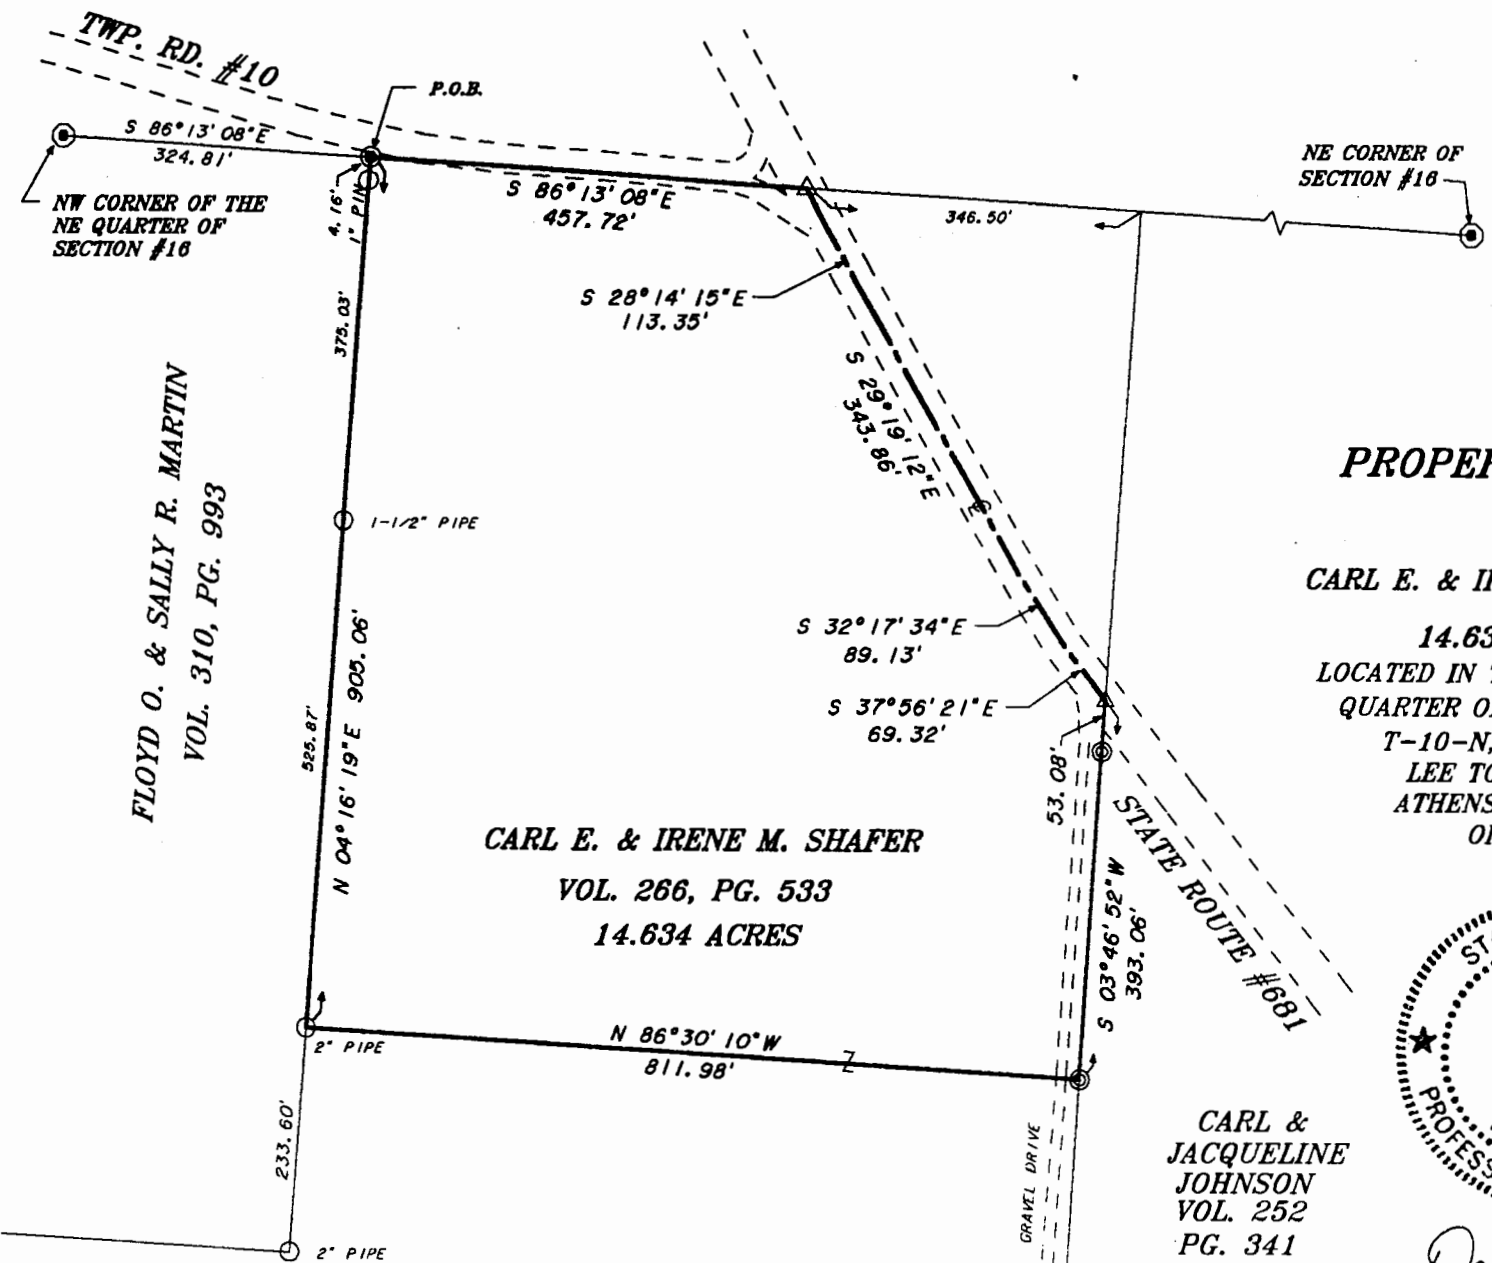 TWP. RD. #10
P.O.B.
S 86°13'08"E
324.81'
NW CORNER OF THE
NE QUARTER OF
SECTION #16
4.16'
1" PIN
S 86°13'08"E
457.72'
346.50'
NE CORNER OF
SECTION #16
S 28°14'15"E
113.35'
375.03'
S 29°19'12"E
343.86'
FLOYD O. & SALLY R. MARTIN
VOL. 310, PG. 993
1-1/2" PIPE
PROPER
CARL E. & IR
14.63
LOCATED IN T
QUARTER O
T-10-N,
LEE TO
ATHENS
O
S 32°17'34"E
89.13'
S 37°56'21"E
69.32'
53.08'
525.87'
N 04°16'19"E 905.06'
CARL E. & IRENE M. SHAFER
VOL. 266, PG. 533
14.634 ACRES
STATE ROUTE #681
S 03°46'52"W
393.06'
2" PIPE
N 86°30'10"W
811.98'
233.60'
2" PIPE
GRAVEL DRIVE
CARL &
JACQUELINE
JOHNSON
VOL. 252
PG. 341
ST
PROFESS